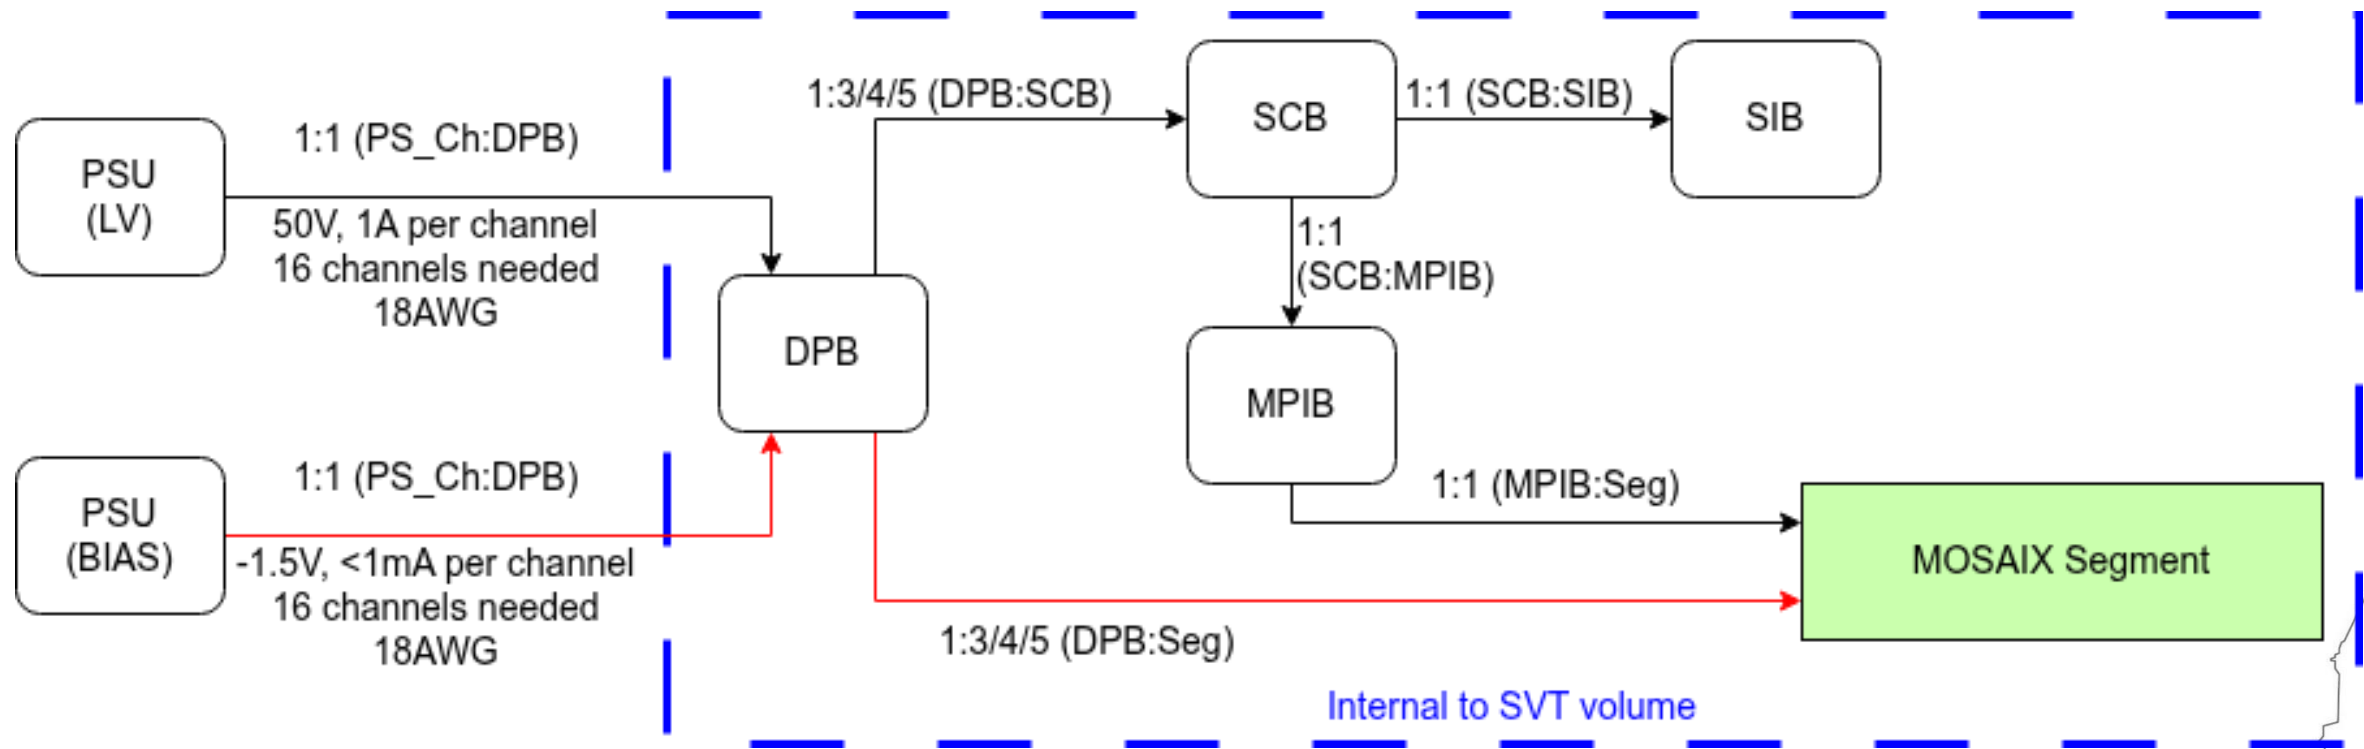 PSU
(LV)
1:1 (PS_Ch:DPB)
50V, 1A per channel
16 channels needed
18AWG
PSU
(BIAS)
1:1 (PS_Ch:DPB)
-1.5V, <1mA per channel
16 channels needed
18AWG
DPB
1:3/4/5 (DPB:SCB)
SCB
1:1 (SCB:SIB)
SIB
1:1
(SCB:MPIB)
MPIB
1:1 (MPIB:Seg)
MOSAIX Segment
1:3/4/5 (DPB:Seg)
Internal to SVT volume